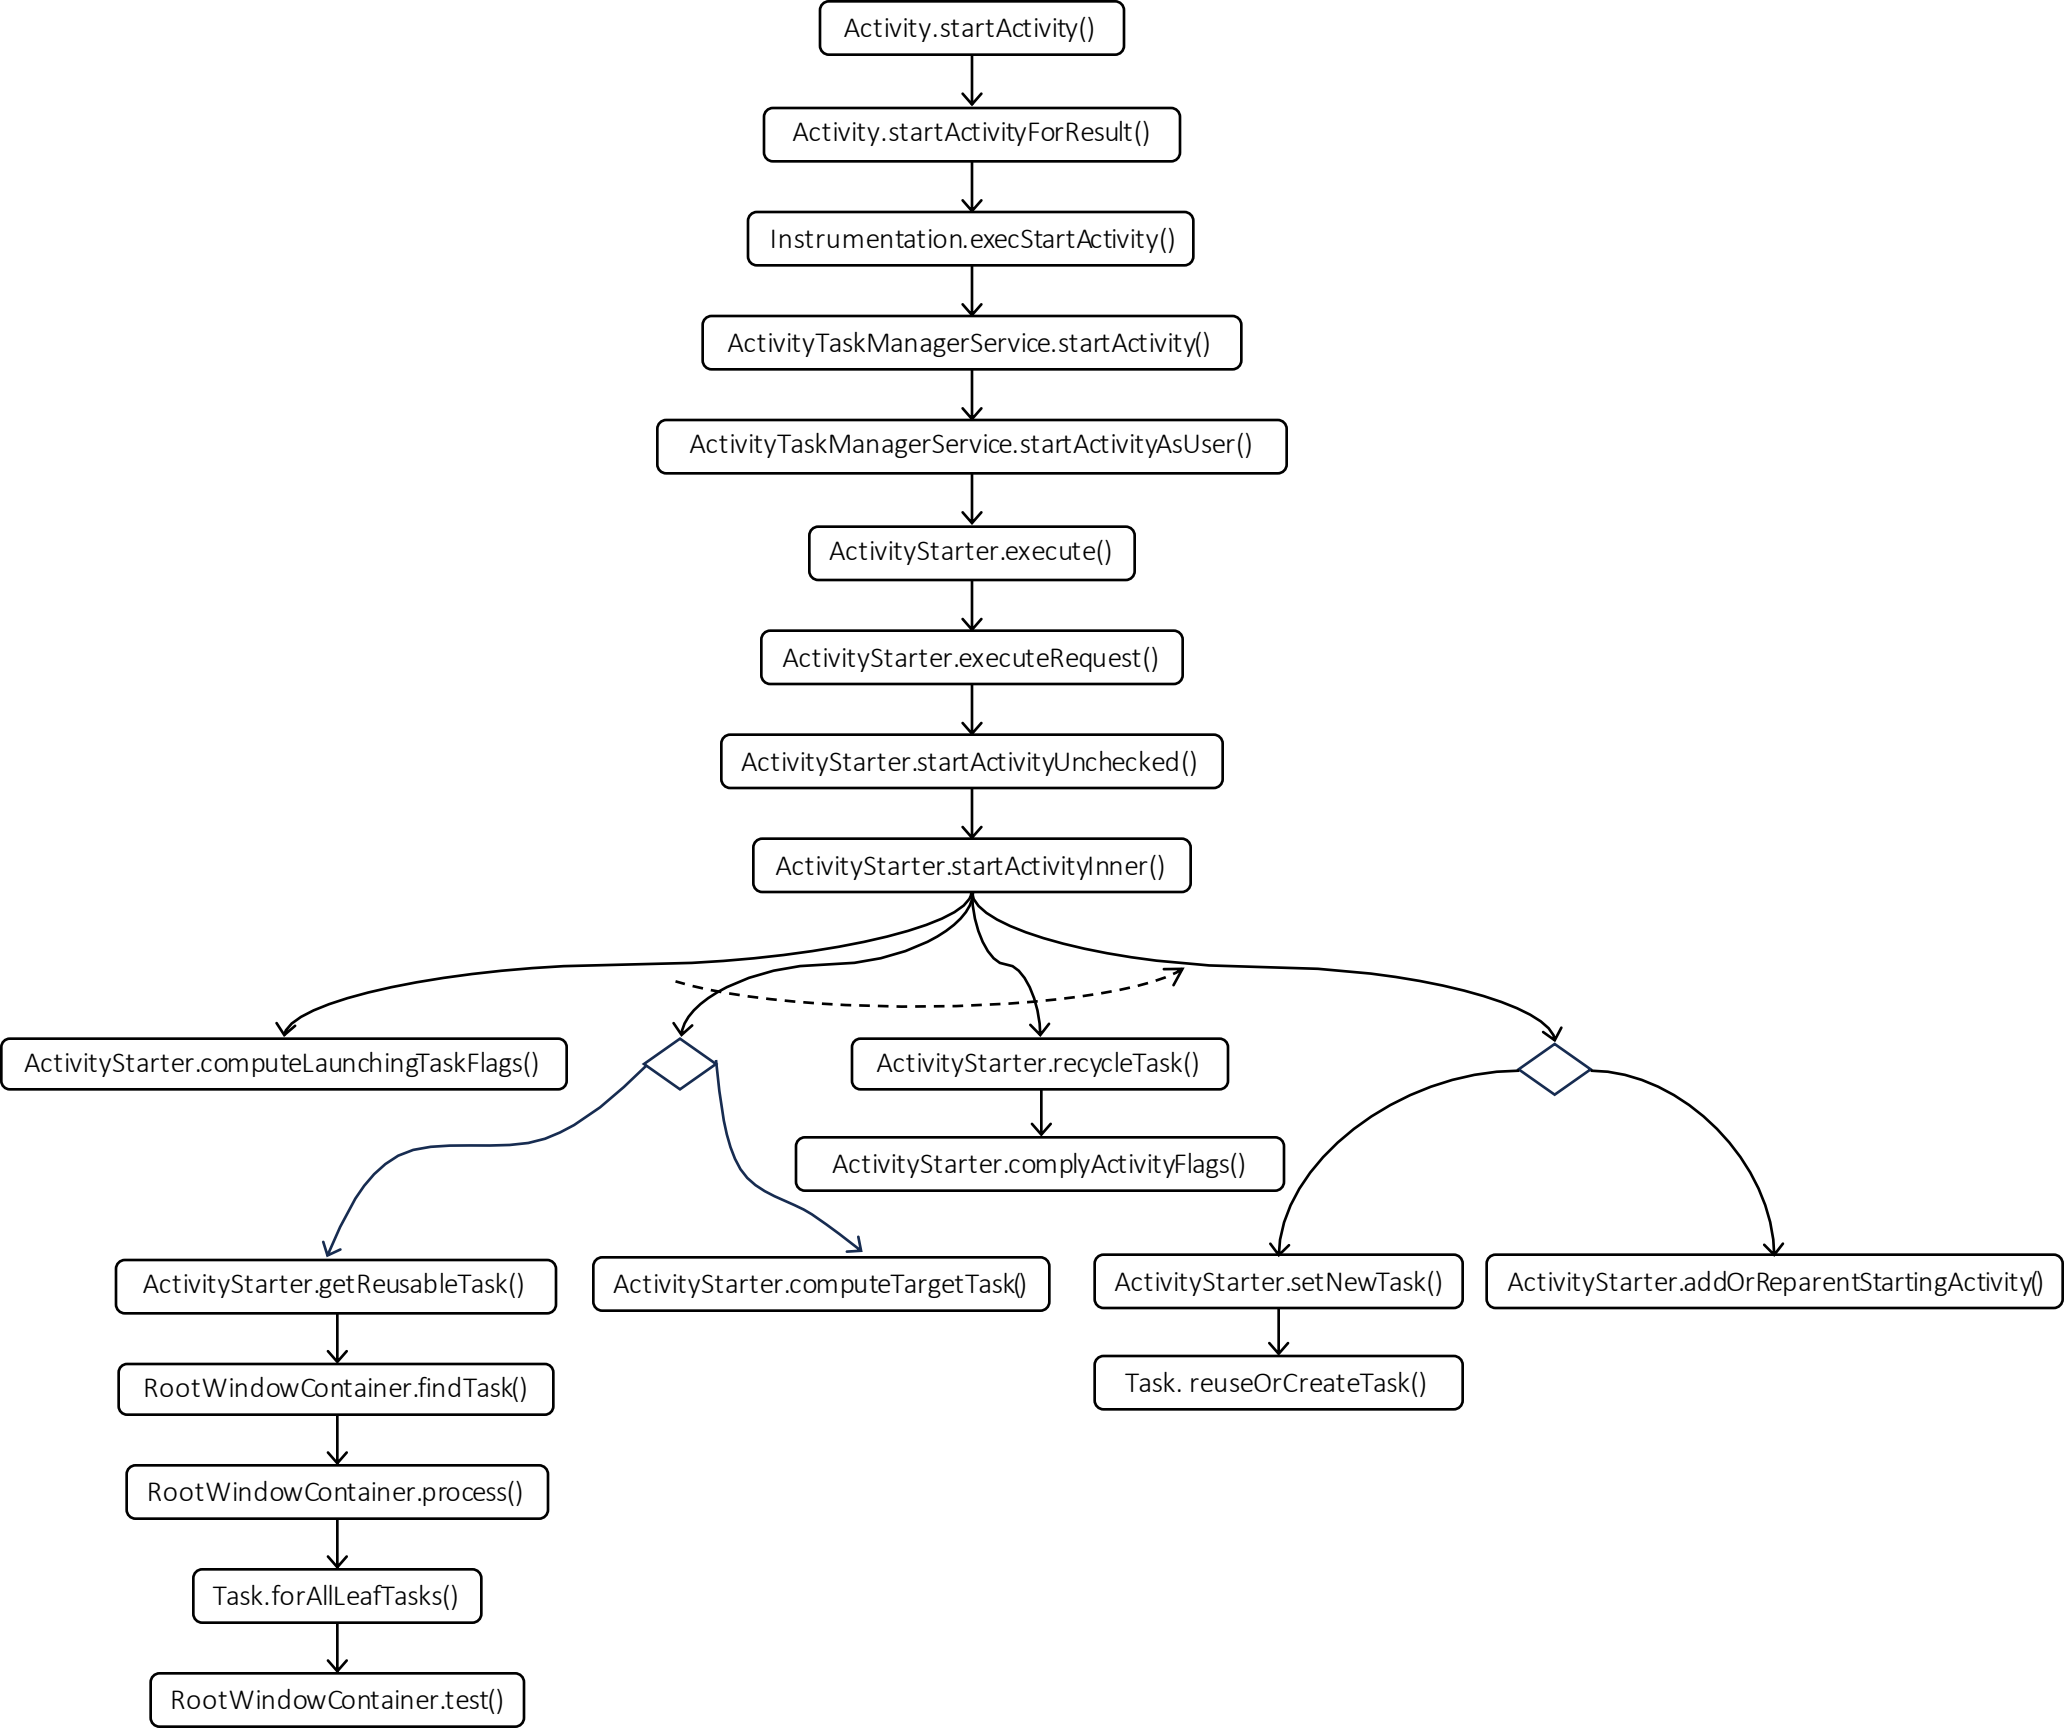 Activity.startActivity()
Activity.startActivityForResult()
Instrumentation.execStartActivity()
ActivityTaskManagerService.startActivity()
ActivityTaskManagerService.startActivityAsUser()
ActivityStarter.execute()
ActivityStarter.executeRequest()
ActivityStarter.startActivityUnchecked()
ActivityStarter.startActivityInner()
ActivityStarter.computeLaunchingTaskFlags()
ActivityStarter.recycleTask()
ActivityStarter.complyActivityFlags()
ActivityStarter.getReusableTask()
ActivityStarter.computeTargetTask()
ActivityStarter.setNewTask()
ActivityStarter.addOrReparentStartingActivity()
RootWindowContainer.findTask()
Task. reuseOrCreateTask()
RootWindowContainer.process()
Task.forAllLeafTasks()
RootWindowContainer.test()